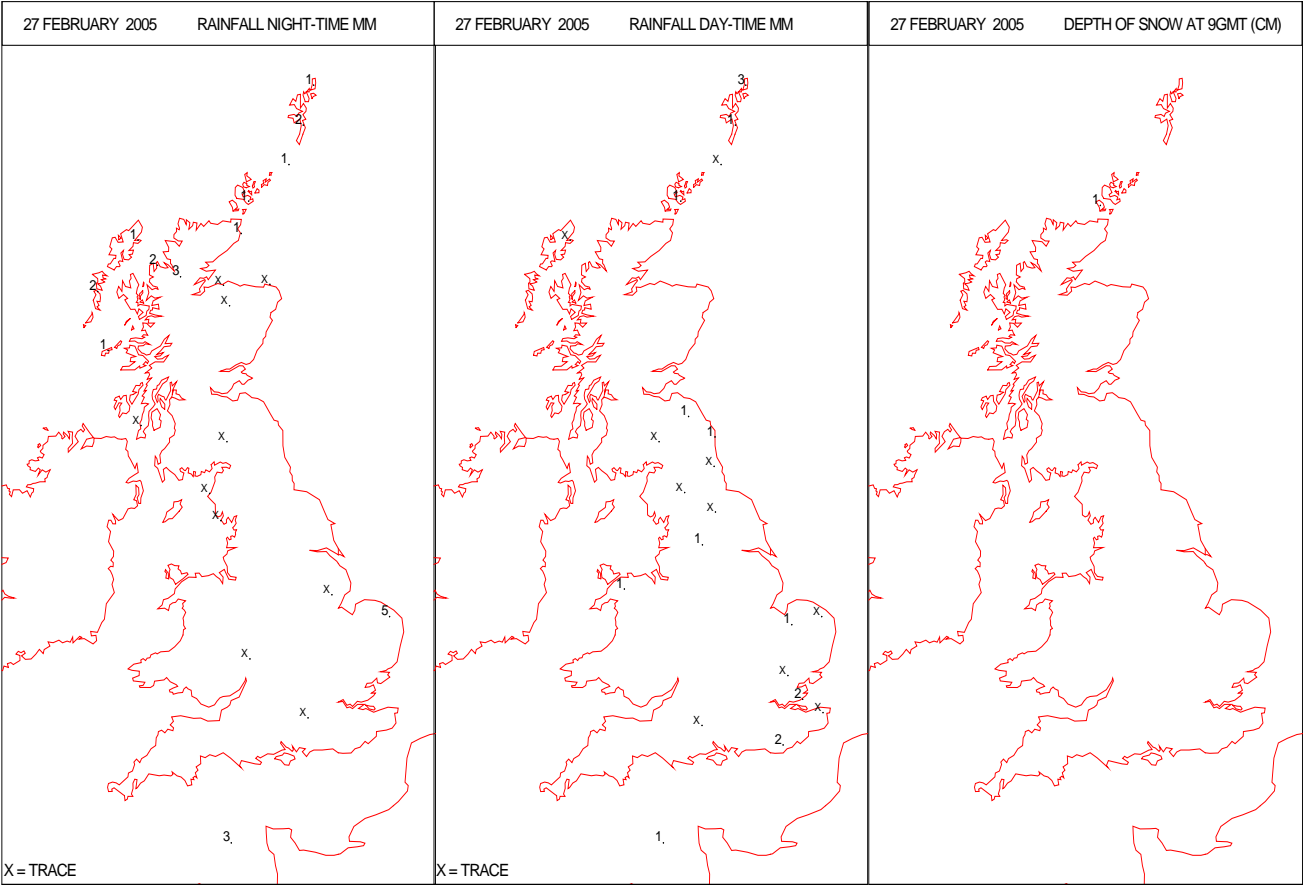 27 FEBRUARY 2005 RAINFALL NIGHT-TIME MM
1
2
1
1
1
1
2
3
X
X
2
X
1
X
X
X
X
X
5
X
X
3
X = TRACE
27 FEBRUARY 2005 RAINFALL DAY-TIME MM
3
1
X
1
X
1
1
X
X
X
X
1
1
X
1
X
2
X
X
2
1
X = TRACE
27 FEBRUARY 2005 DEPTH OF SNOW AT 9GMT (CM)
1